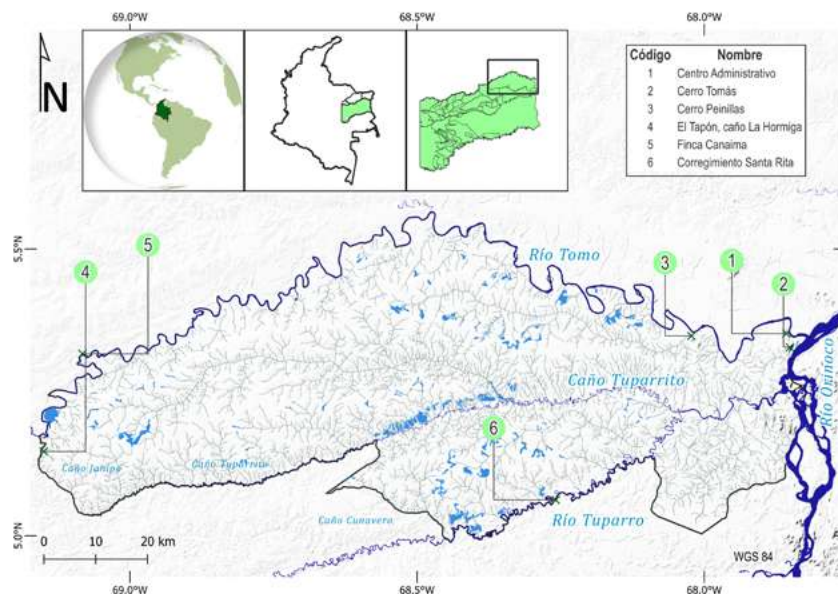 69.0°W 68.5°W 68.0°W
N
Código Nombre
1 Centro Administrativo
2 Cerro Tomás
3 Cerro Peinillas
4 El Tapón, caño La Hormiga
5 Finca Canaima
6 Corregimiento Santa Rita
5.5°N
4
5
Río Tomo
3
1
2
Río Orinoco
Caño Tuparrito
6
Caño Janipa
Caño Tuparrito
Caño Cunavero
Río Tuparro
5.0°N
0 10 20 km
WGS 84
69.0°W 68.5°W 68.0°W